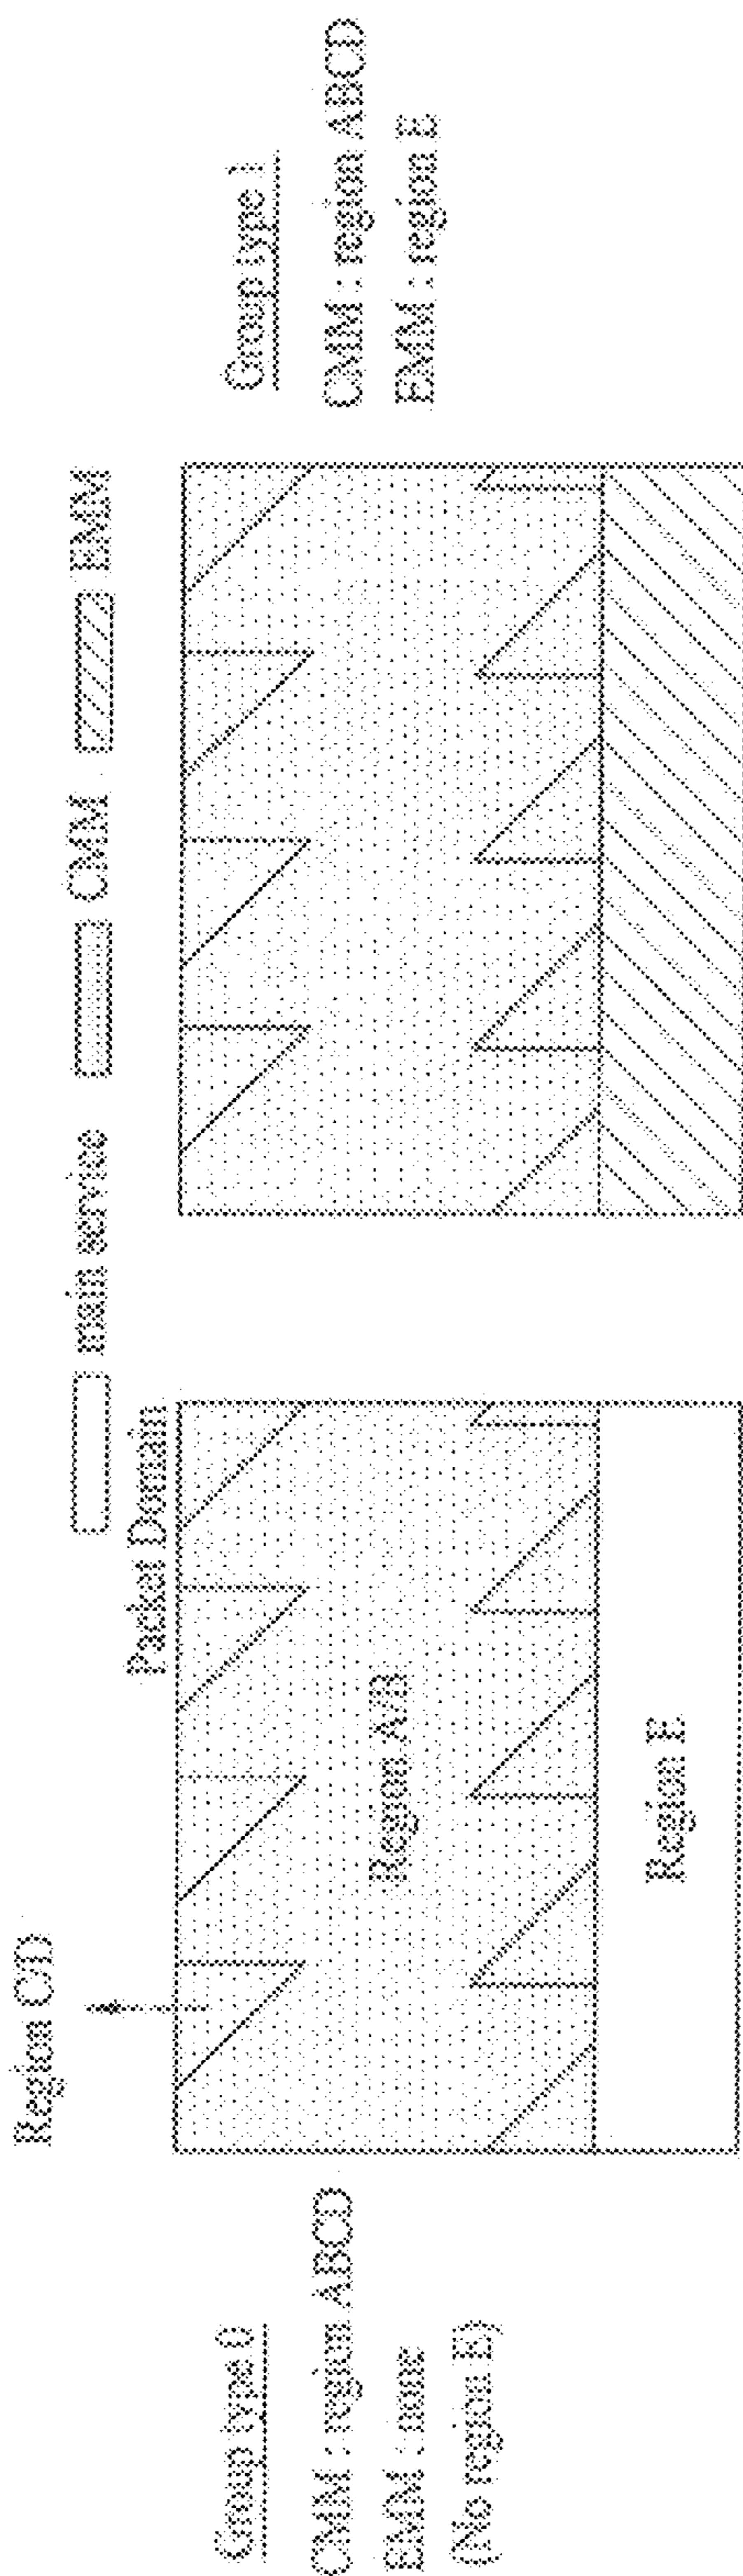 main service
CMM
EMM
Region C/D
Packet Domain
Group type 0
CMM : region ABCD
EMM : none
(No region E)
Region A/B
Region E
Group type 1
CMM : region ABCD
EMM : region E